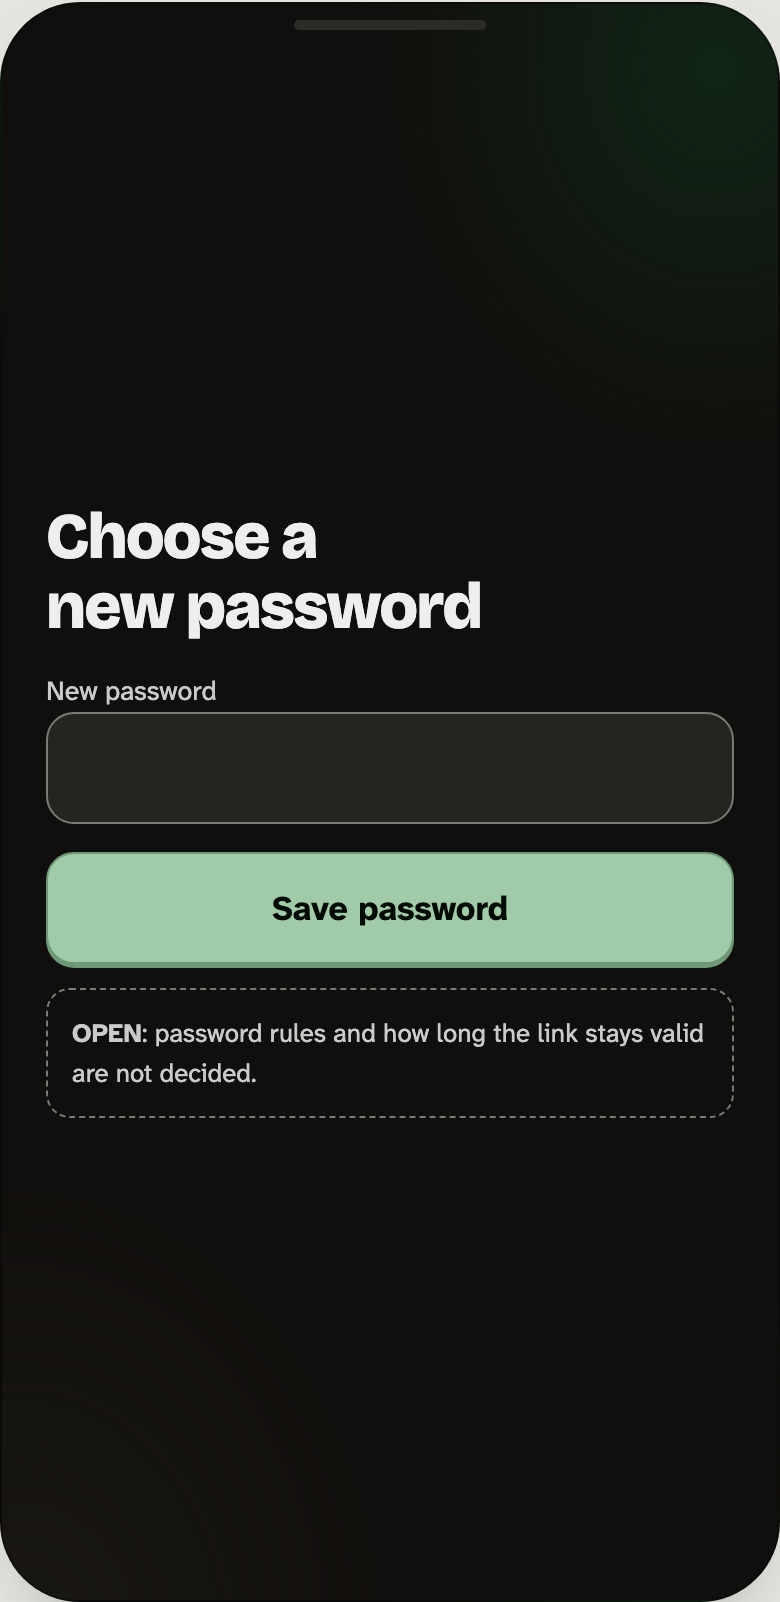 Choose a
new password
New password
Save password
OPEN: password rules and how long the link stays valid
are not decided.